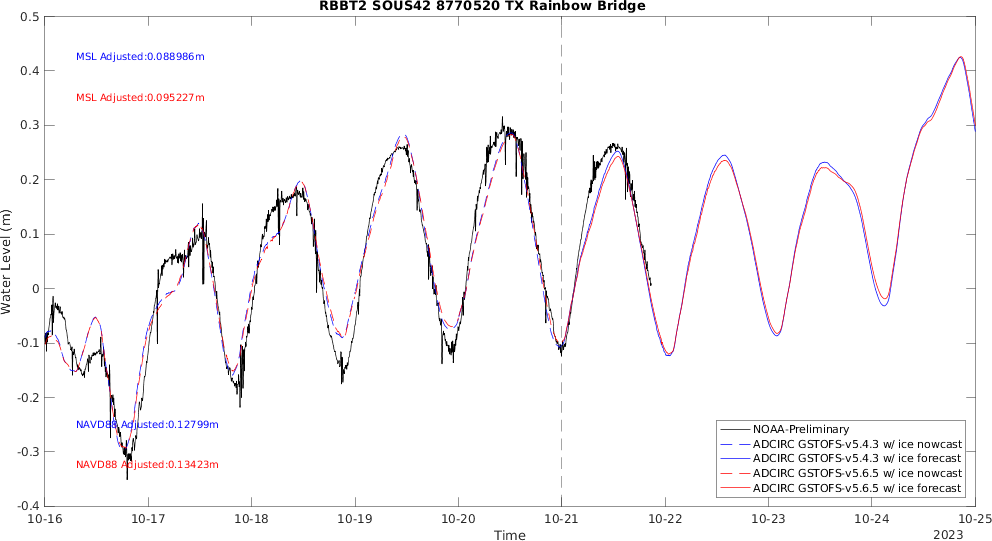 RBBT2 SOUS42 8770520 TX Rainbow Bridge
0.5
MSL Adjusted:0.088986m
0.4
MSL Adjusted:0.095227m
0.3
0.2
0.1
Water Level (m)
0
-0.1
-0.2
NAVD88 Adjusted:0.12799m
-0.3
NAVD88 Adjusted:0.13423m
-0.4
NOAA-Preliminary
ADCIRC GSTOFS-v5.4.3 w/ ice nowcast
ADCIRC GSTOFS-v5.4.3 w/ ice forecast
ADCIRC GSTOFS-v5.6.5 w/ ice nowcast
ADCIRC GSTOFS-v5.6.5 w/ ice forecast
10-16 10-17 10-18 10-19 10-20 10-21 10-22 10-23 10-24 10-25
Time
2023